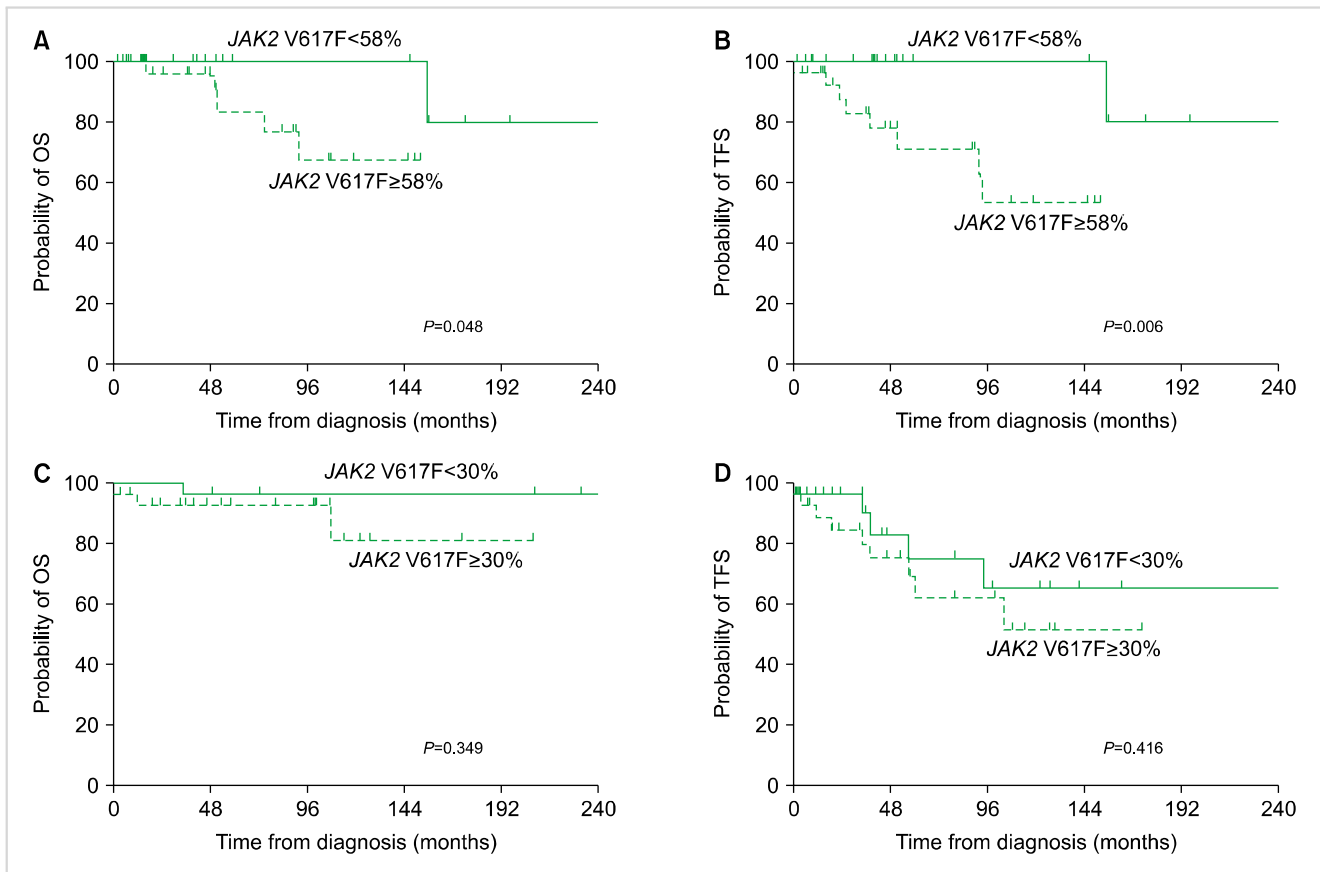 A
JAK2 V617F<58%
100
80
60
40
20
0
Probability of OS
JAK2 V617F≥58%
P=0.048
0 48 96 144 192 240
Time from diagnosis (months)
B
JAK2 V617F<58%
100
80
60
40
20
0
Probability of TFS
JAK2 V617F≥58%
P=0.006
0 48 96 144 192 240
Time from diagnosis (months)
C
JAK2 V617F<30%
100
80
60
40
20
0
Probability of OS
JAK2 V617F≥30%
P=0.349
0 48 96 144 192 240
Time from diagnosis (months)
D
100
80
60
40
20
0
Probability of TFS
JAK2 V617F<30%
JAK2 V617F≥30%
P=0.416
0 48 96 144 192 240
Time from diagnosis (months)